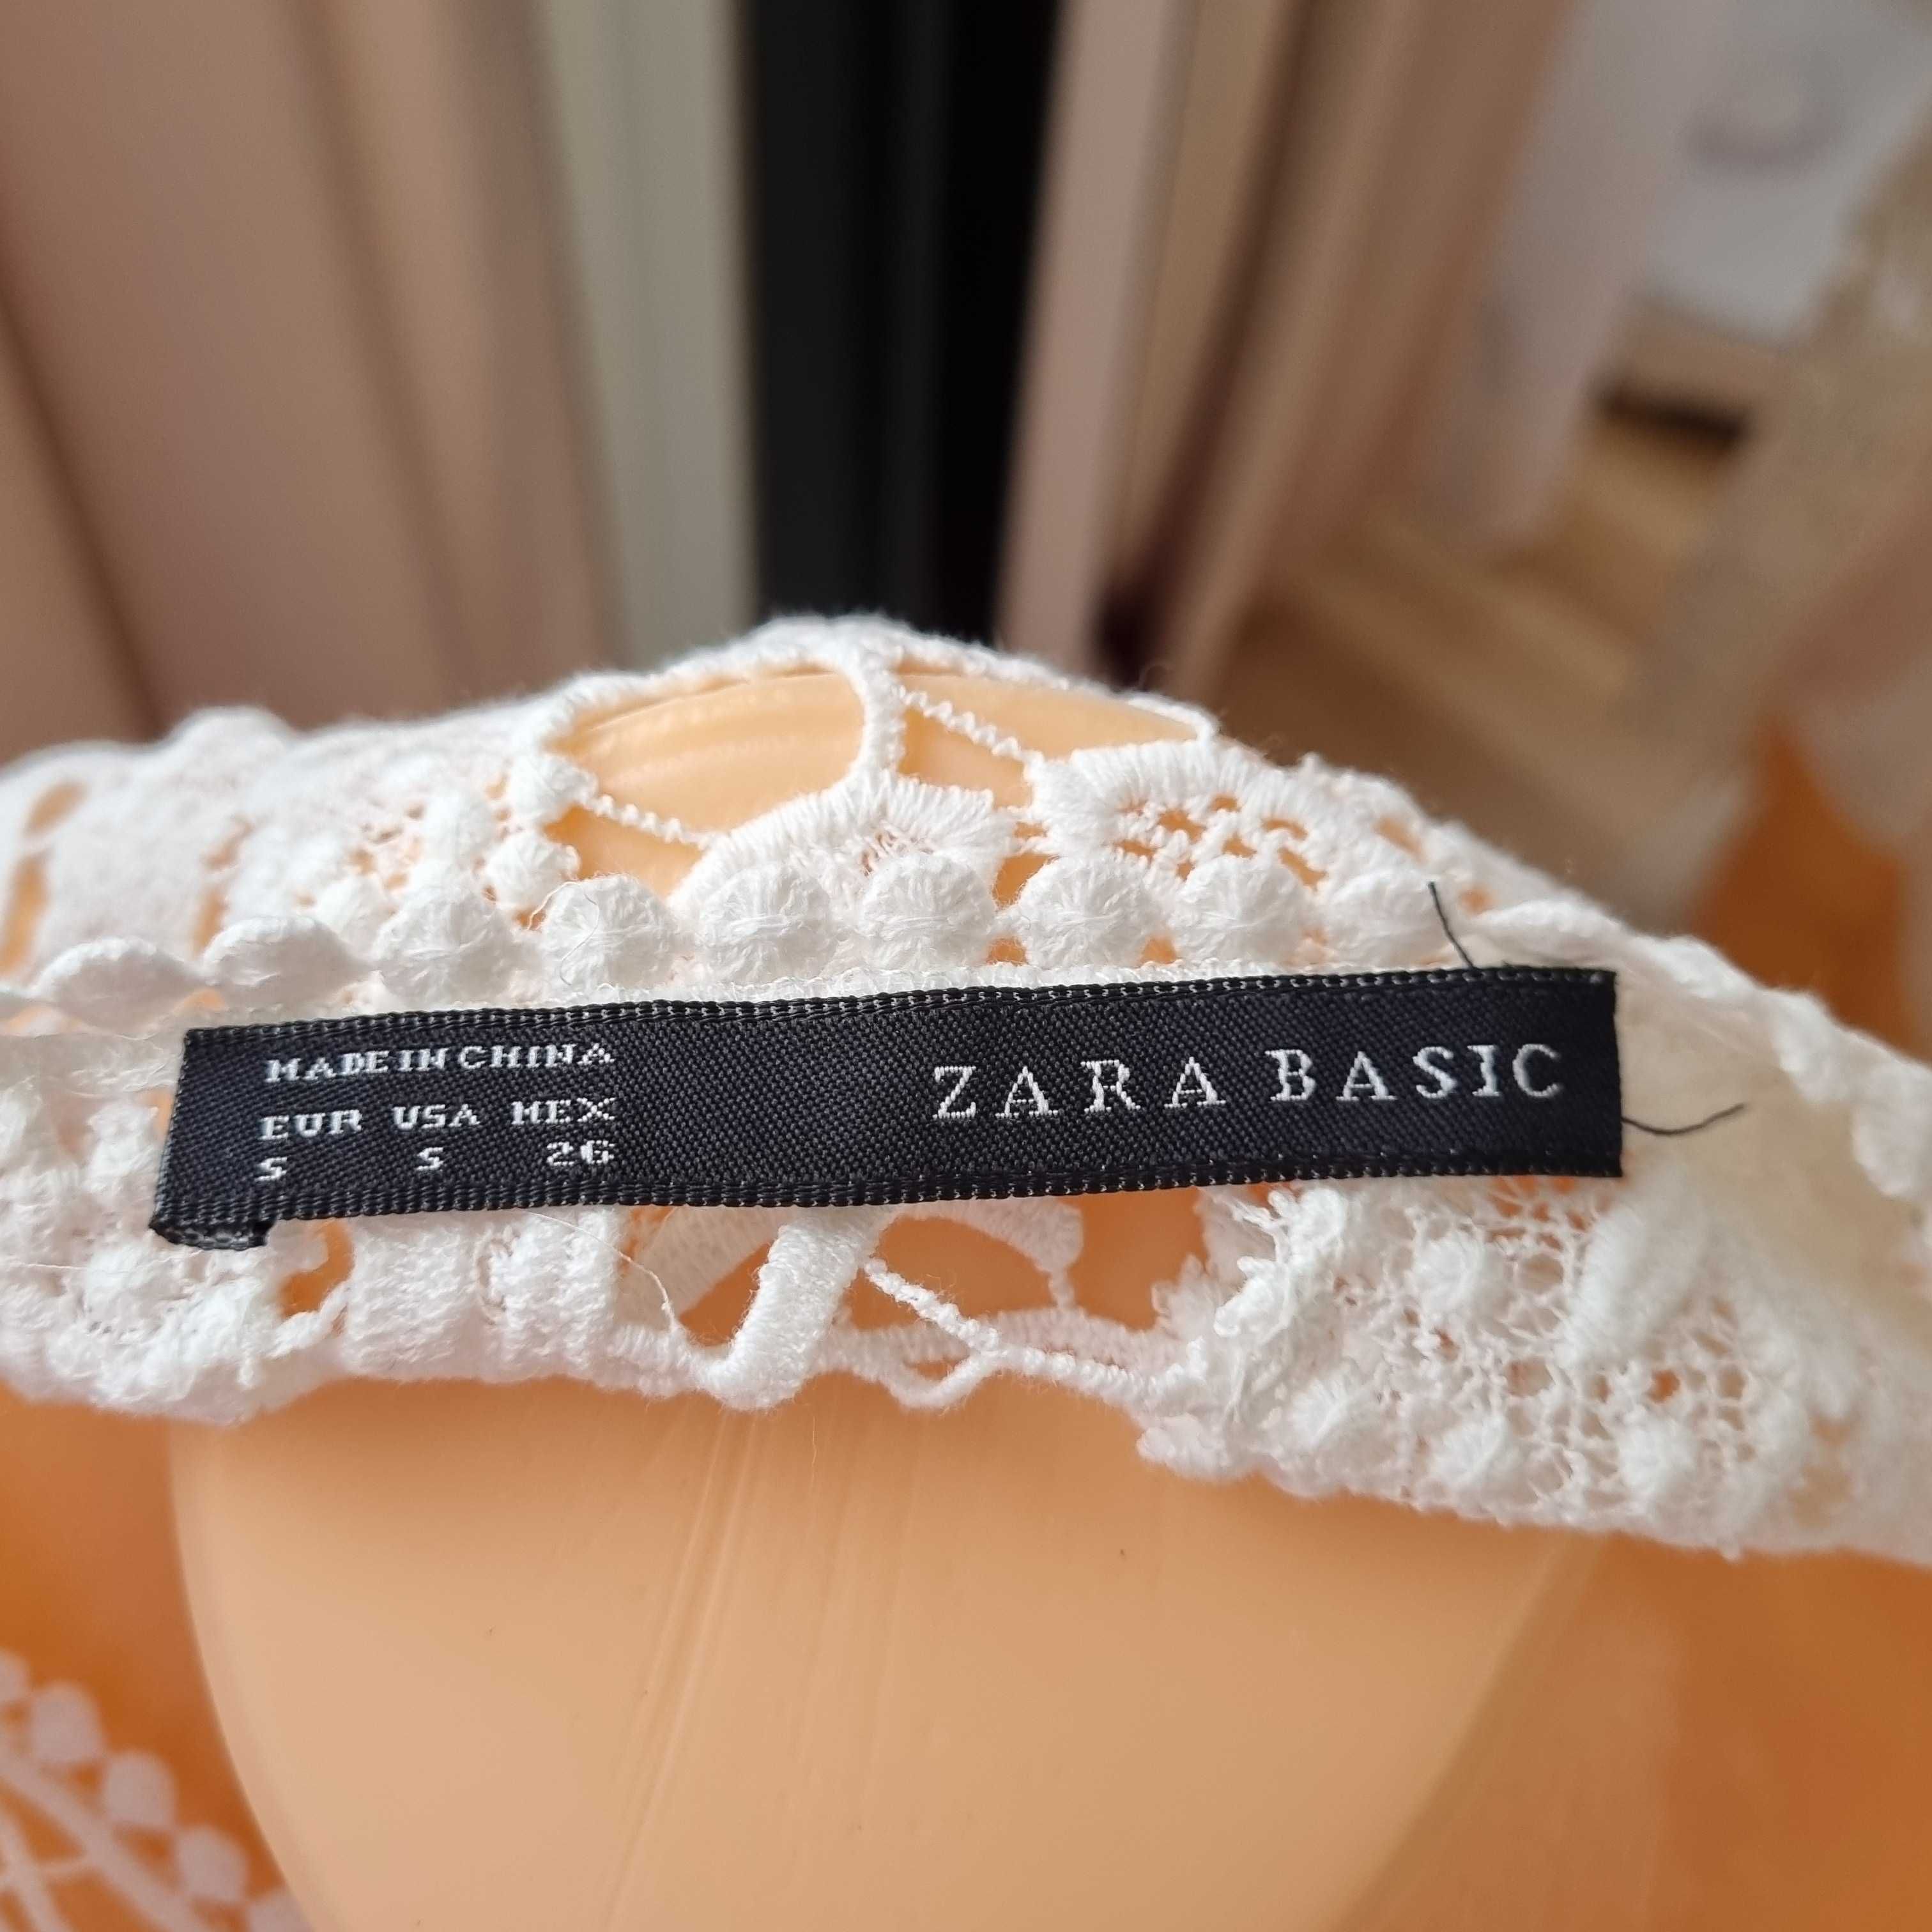 MADE IN CHINA
EUR USA MEX
S S 26
ZARA BASIC